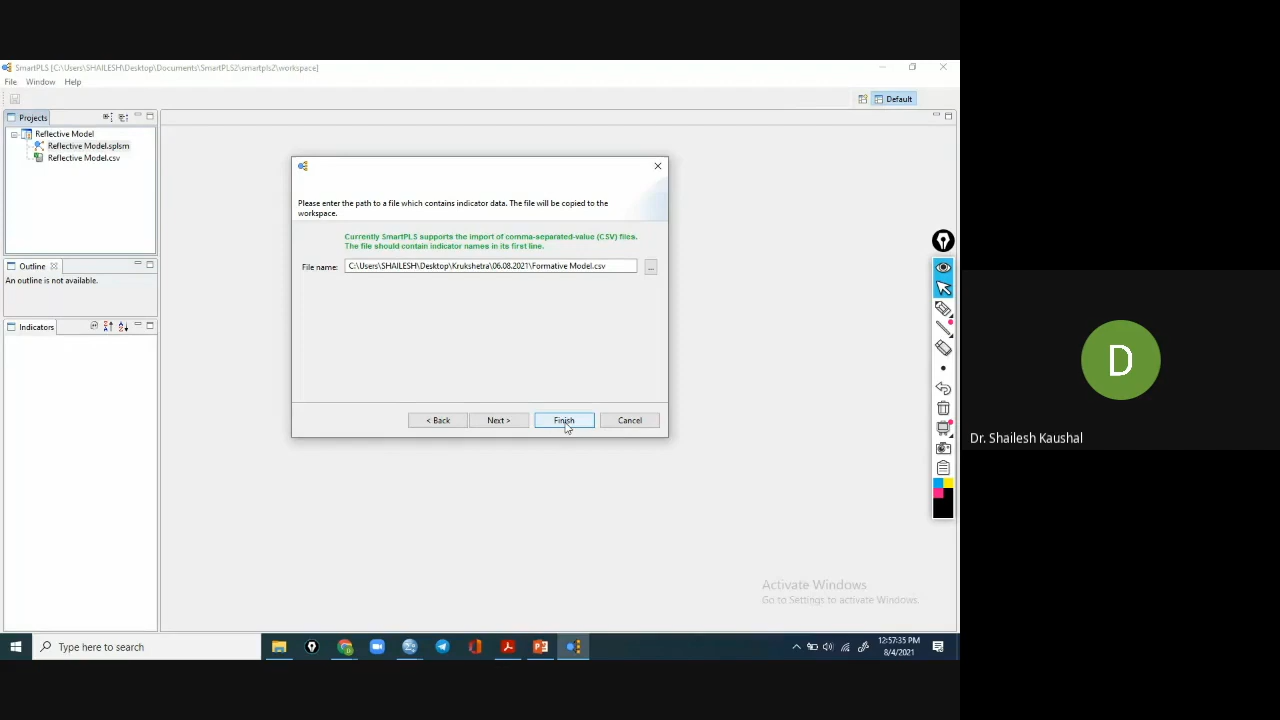 SmartPLS [C:\Users\SHAILESH\Desktop\Documents\SmartPLS2\smartpls2\workspace]
File Window Help
Default
Projects
Reflective Model
Reflective Model.splsm
Reflective Model.csv
Outline
An outline is not available.
Indicators
Please enter the path to a file which contains indicator data. The file will be copied to the
workspace.
Currently SmartPLS supports the import of comma-separated-value (CSV) files.
The file should contain indicator names in its first line.
File name: C:\Users\SHAILESH\Desktop\Krukshetra\06.08.2021\Formative Model.csv ...
< Back Next > Finish Cancel
Activate Windows
Go to Settings to activate Windows.
Type here to search
12:57:35 PM
8/4/2021
D
Dr. Shailesh Kaushal